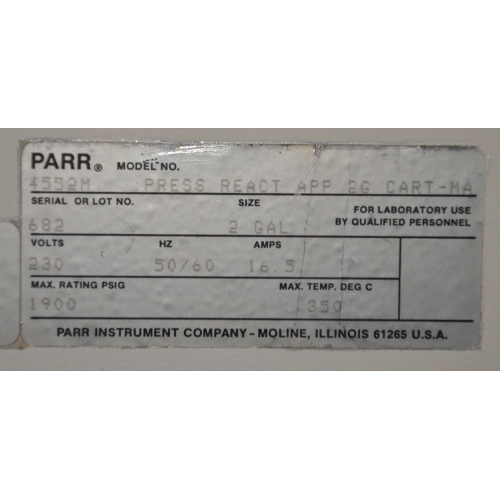 PARR® MODEL NO.
4552M PRESS REACT APP 2G CART-MA
SERIAL OR LOT NO. SIZE FOR LABORATORY USE
682 2 GAL BY QUALIFIED PERSONNEL
VOLTS HZ AMPS
230 50/60 16.5
MAX. RATING PSIG MAX. TEMP. DEG C
1900 350
PARR INSTRUMENT COMPANY - MOLINE, ILLINOIS 61265 U.S.A.